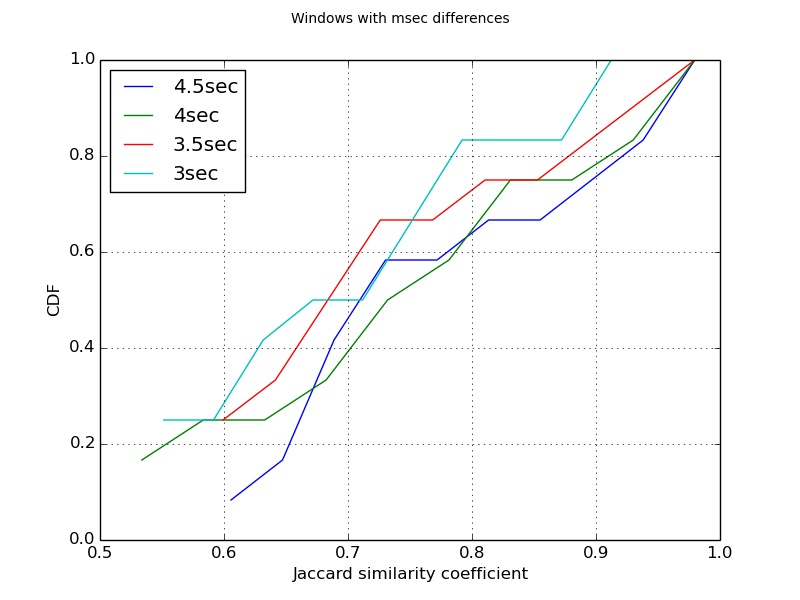 Windows with msec differences
1.0
0.8
0.6
0.4
0.2
0.0
CDF
4.5sec
4sec
3.5sec
3sec
0.5 0.6 0.7 0.8 0.9 1.0
Jaccard similarity coefficient